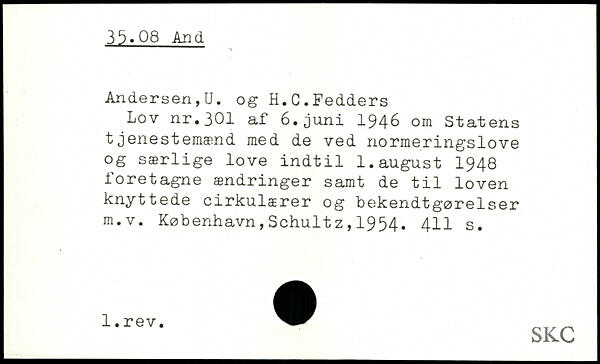 35.08 And
Andersen,U. og H.C.Fedders
Lov nr.301 af 6.juni 1946 om Statens
tjenestemænd med de ved normeringslove
og særlige love indtil 1.august 1948
foretagne ændringer samt de til loven
knyttede cirkulærer og bekendtgørelser
m.v. København,Schultz,1954. 411 s.
1.rev.
SKC